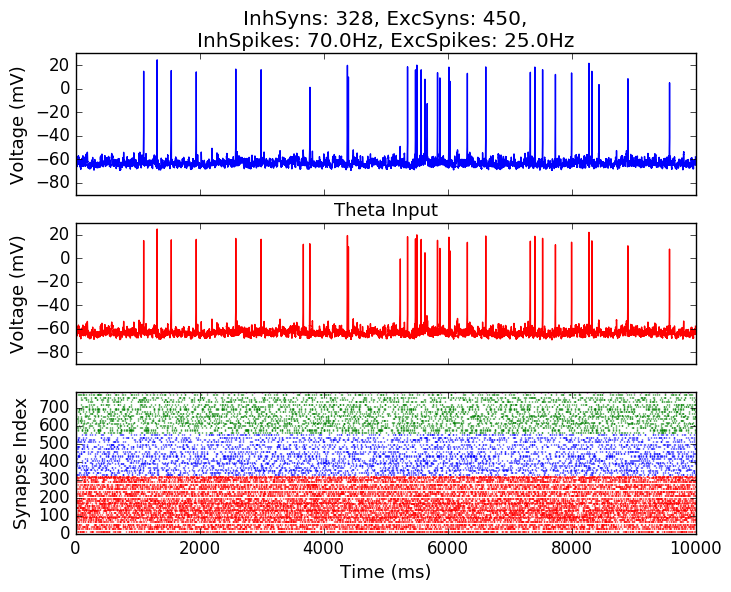 InhSyns: 328, ExcSyns: 450,
InhSpikes: 70.0Hz, ExcSpikes: 25.0Hz
20
0
−20
−40
−60
−80
Voltage (mV)
Theta Input
20
0
−20
−40
−60
−80
Voltage (mV)
700
600
500
400
300
200
100
0
Synapse Index
0 2000 4000 6000 8000 10000
Time (ms)